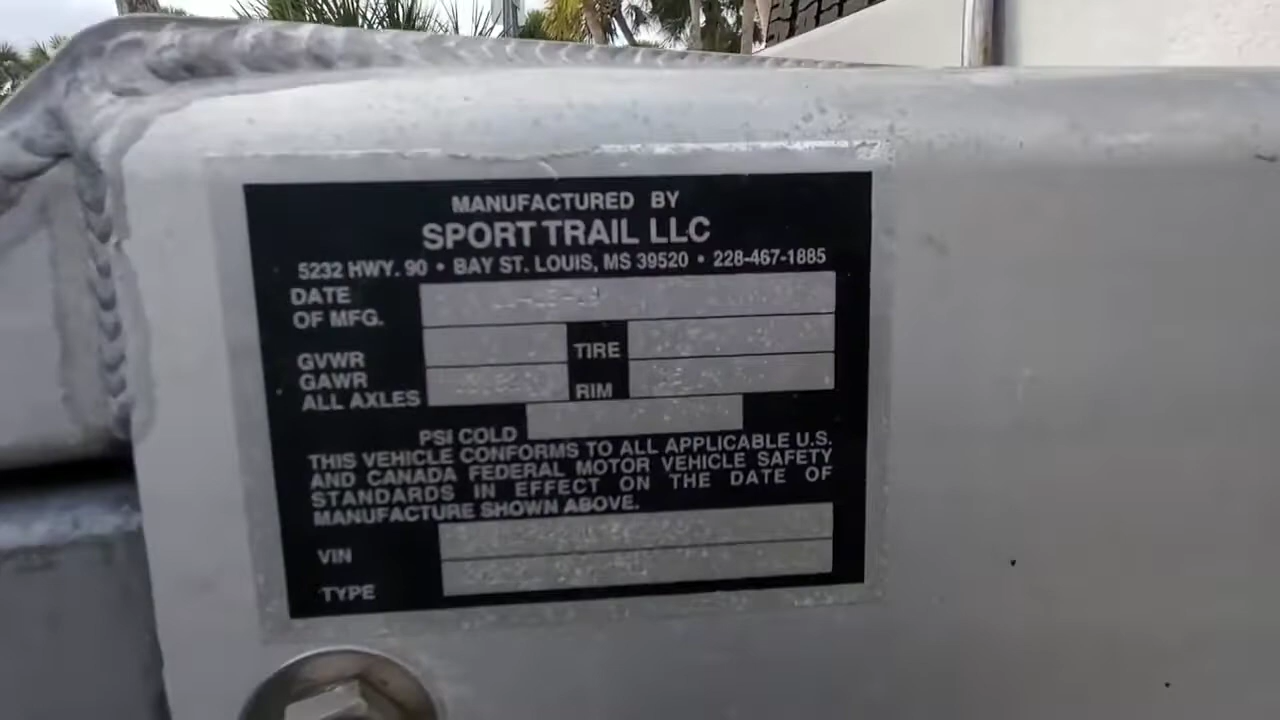 MANUFACTURED BY
SPORT TRAIL LLC
5232 HWY. 90 • BAY ST. LOUIS, MS 39520 • 228-467-1885
DATE
OF MFG.
GVWR
TIRE
GAWR
ALL AXLES
RIM
PSI COLD
THIS VEHICLE CONFORMS TO ALL APPLICABLE U.S.
AND CANADA FEDERAL MOTOR VEHICLE SAFETY
STANDARDS IN EFFECT ON THE DATE OF
MANUFACTURE SHOWN ABOVE.
VIN
TYPE